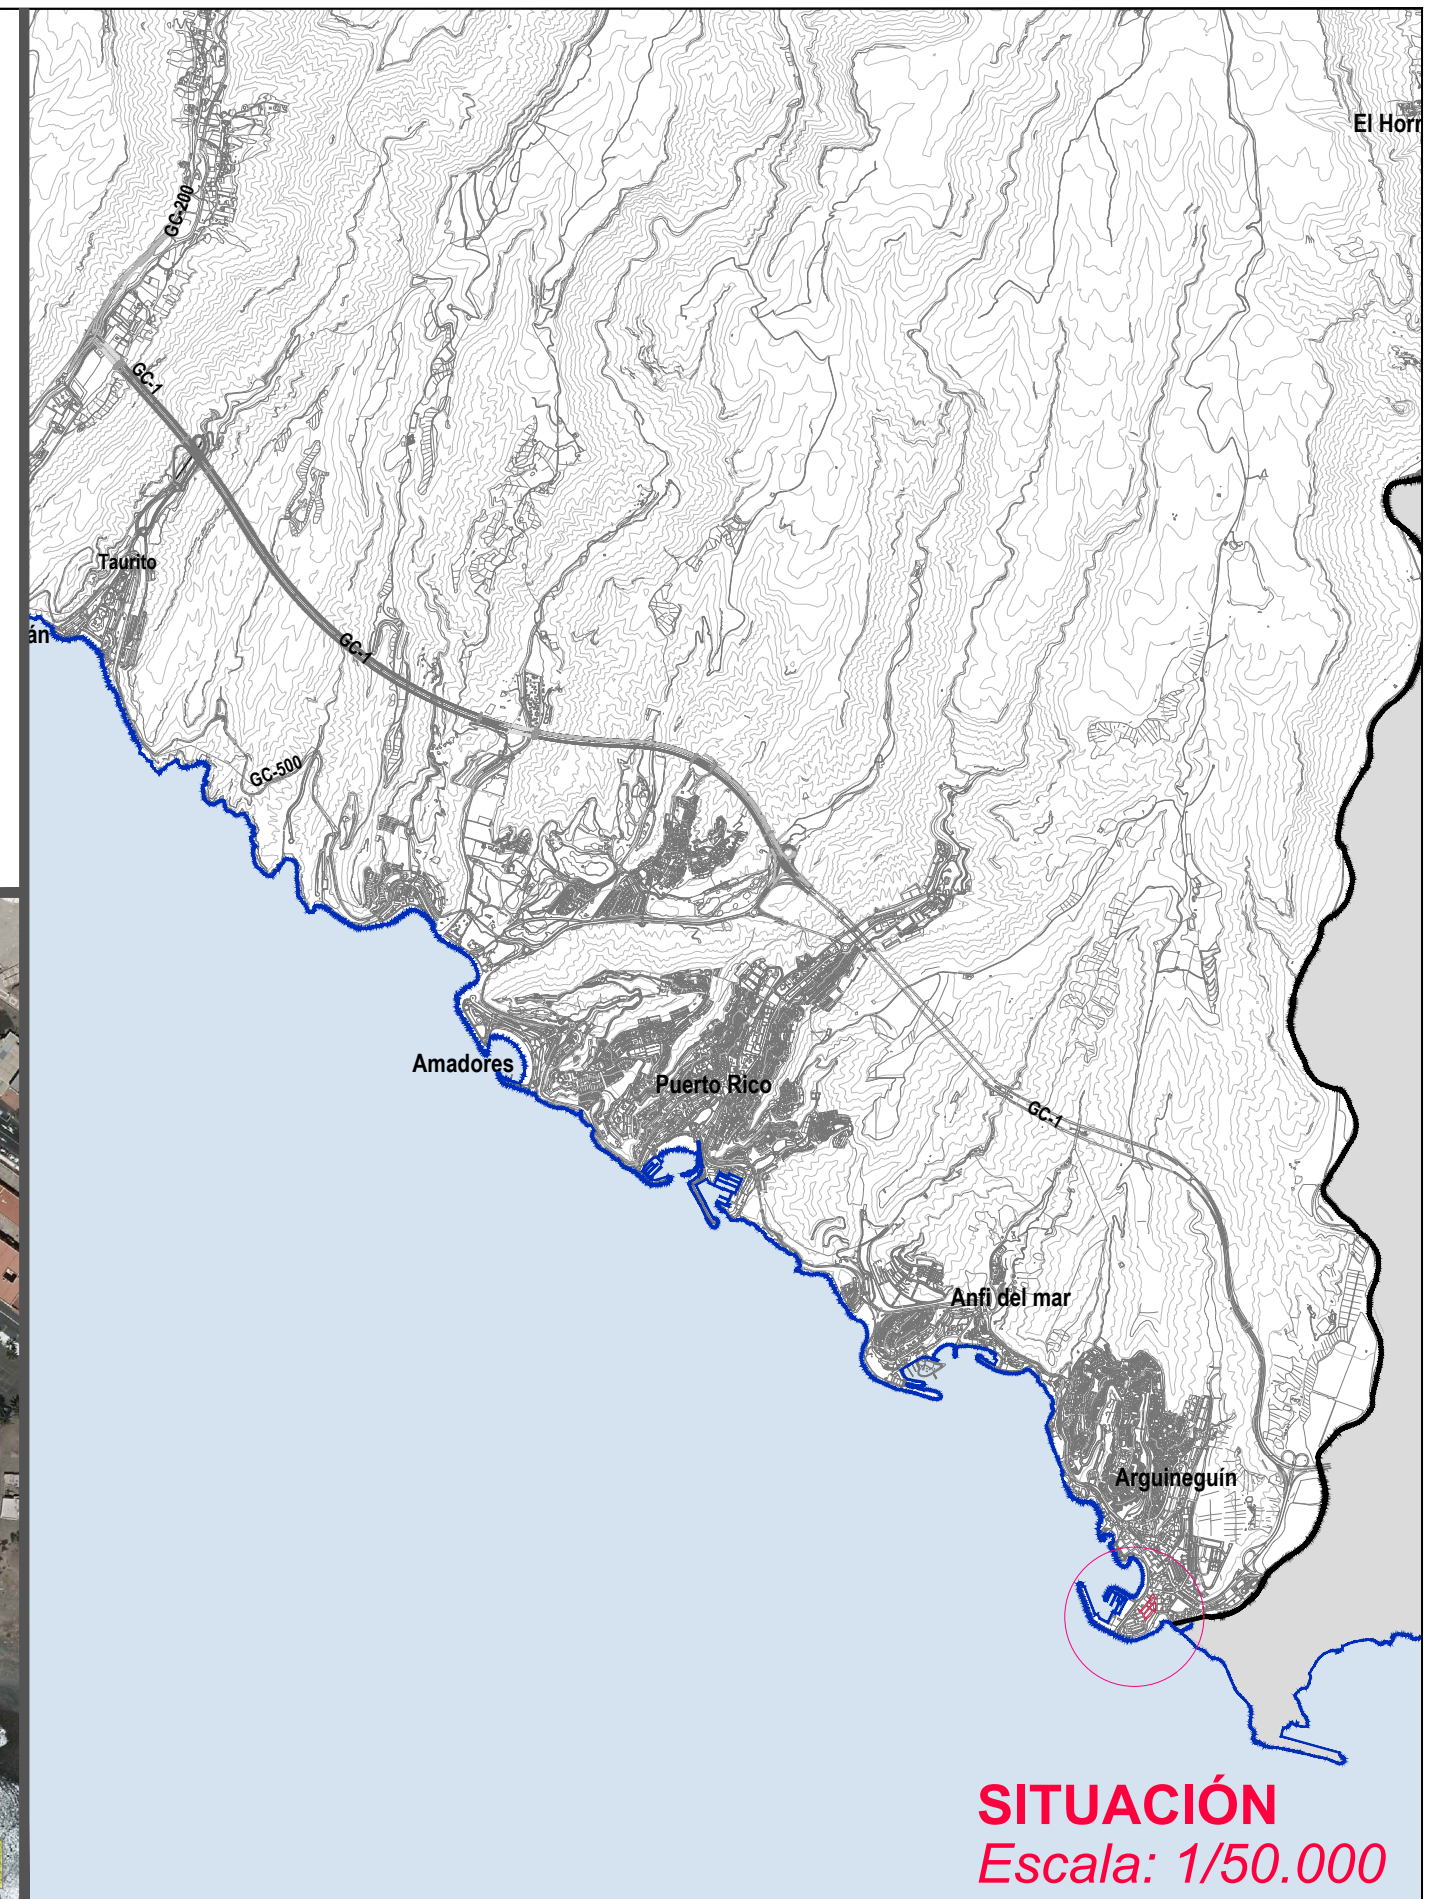 El Horr
GC-200
GC-1
Taurito
án
GC-1
GC-500
Amadores
Puerto Rico
GC-1
Anfi del mar
Arguineguín
SITUACIÓN
Escala: 1/50.000